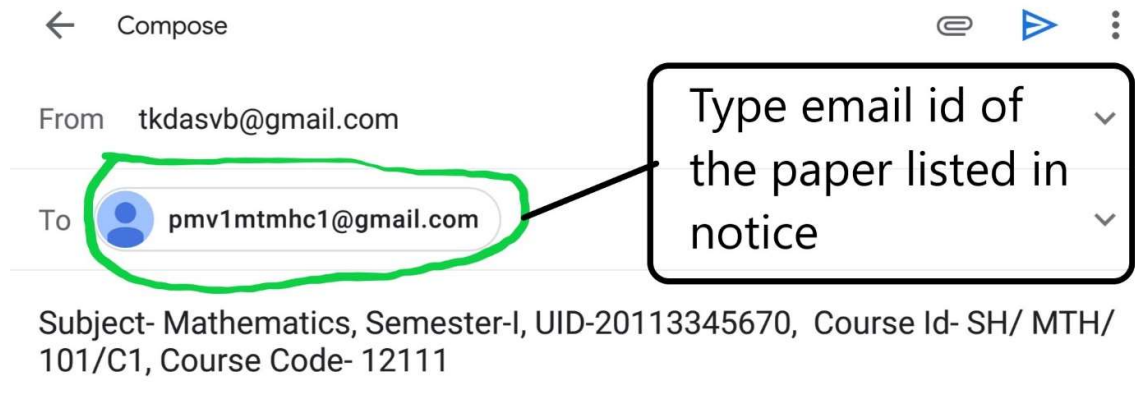 Compose
From tkdasvb@gmail.com
To pmv1mtmhc1@gmail.com
Type email id of
the paper listed in
notice
Subject- Mathematics, Semester-I, UID-20113345670, Course Id- SH/ MTH/
101/C1, Course Code- 12111